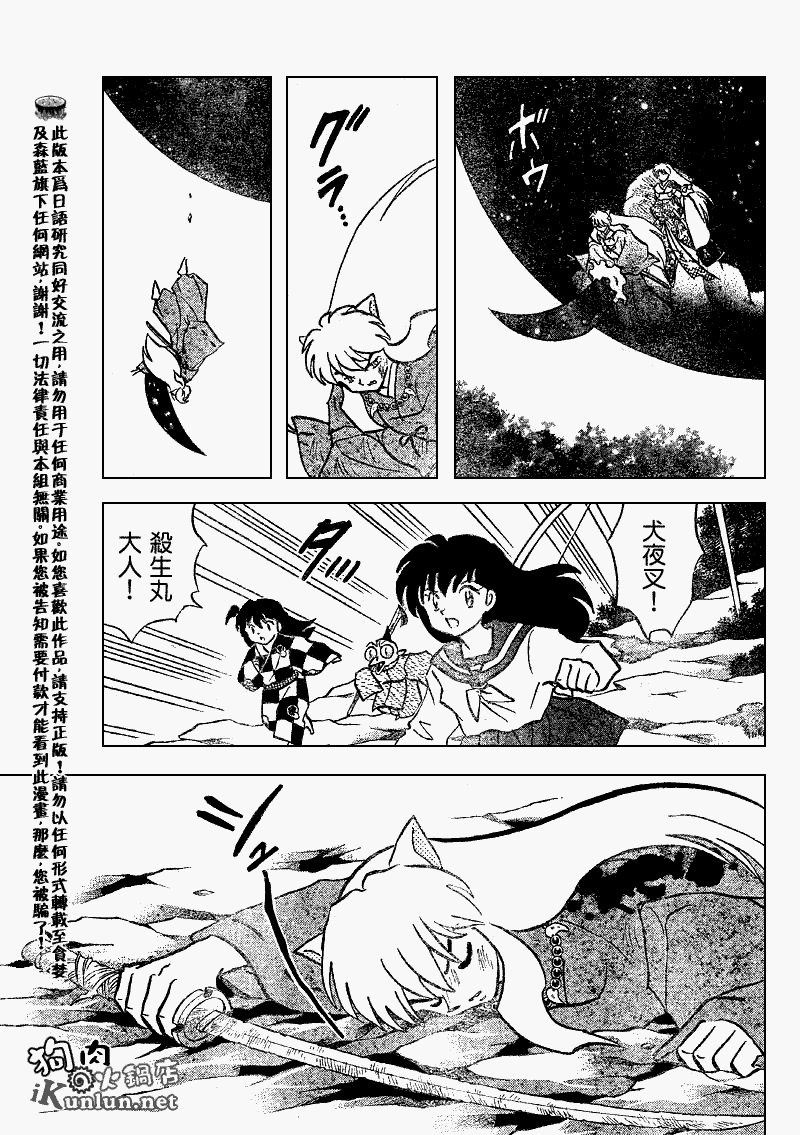 ボゥ
グラ…
犬夜叉！
ダッ
殺生丸
大人！
シュ
此版本爲日語研究同好交流之用，請勿用于任何商業用途。如您喜歡此作品，請支持正版！請勿以任何形式轉載至貪婪
及森藍旗下任何網站，謝謝！一切法律責任與本組無關。如果您被告知需要付款才能看到此漫畫，那麼，您被騙了！
狗肉
火鍋店
iKunlun.net